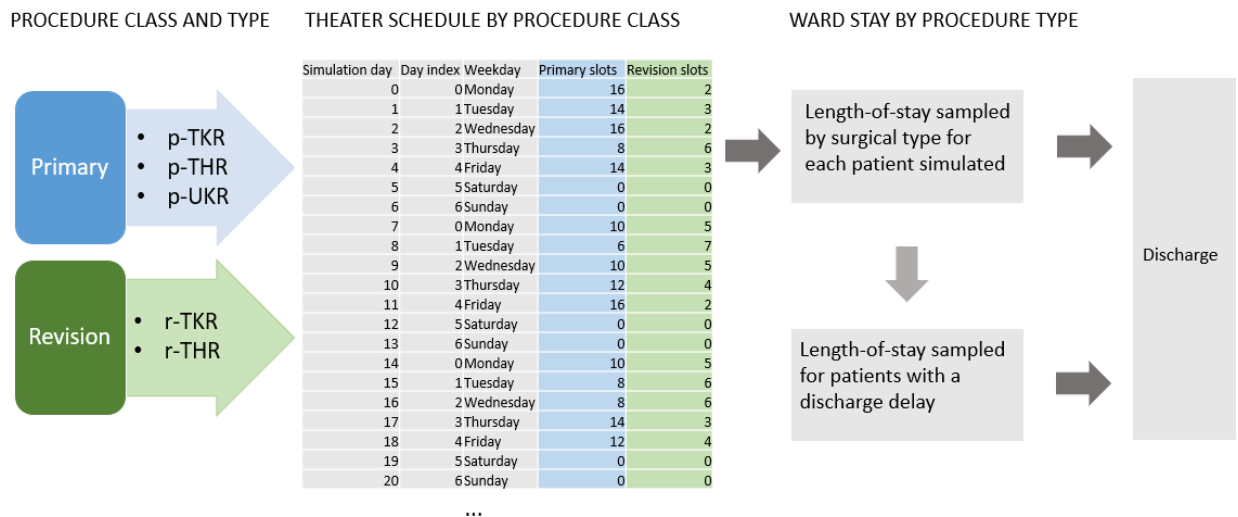 PROCEDURE CLASS AND TYPE
THEATER SCHEDULE BY PROCEDURE CLASS
WARD STAY BY PROCEDURE TYPE
Primary
• p-TKR
• p-THR
• p-UKR
Revision
• r-TKR
• r-THR
Simulation day Day index Weekday Primary slots Revision slots
0 0 Monday 16 2
1 1 Tuesday 14 3
2 2 Wednesday 16 2
3 3 Thursday 8 6
4 4 Friday 14 3
5 5 Saturday 0 0
6 6 Sunday 0 0
7 0 Monday 10 5
8 1 Tuesday 6 7
9 2 Wednesday 10 5
10 3 Thursday 12 4
11 4 Friday 16 2
12 5 Saturday 0 0
13 6 Sunday 0 0
14 0 Monday 10 5
15 1 Tuesday 8 6
16 2 Wednesday 8 6
17 3 Thursday 14 3
18 4 Friday 12 4
19 5 Saturday 0 0
20 6 Sunday 0 0
...
Length-of-stay sampled
by surgical type for
each patient simulated
Length-of-stay sampled
for patients with a
discharge delay
Discharge